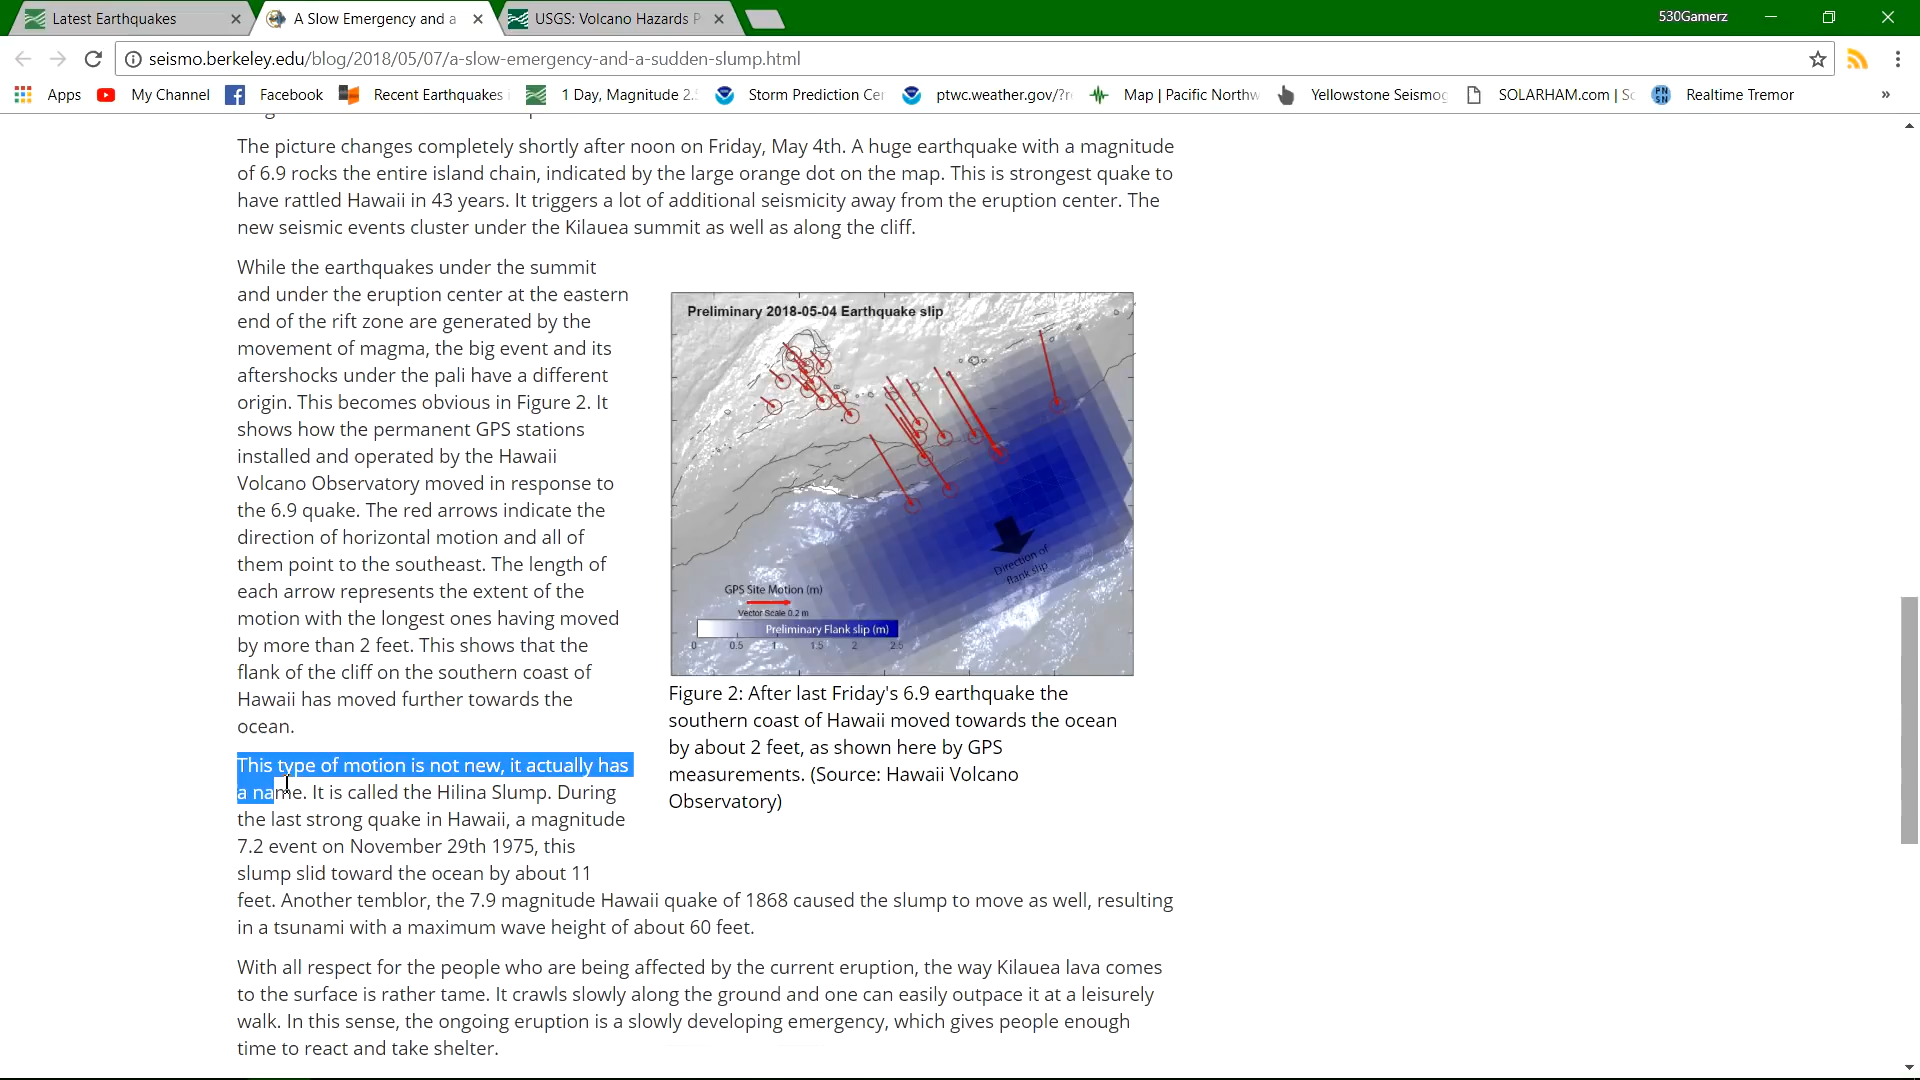 Latest Earthquakes
A Slow Emergency and a
USGS: Volcano Hazards P
530Gamerz
seismo.berkeley.edu/blog/2018/05/07/a-slow-emergency-and-a-sudden-slump.html
Apps
My Channel
Facebook
Recent Earthquakes
1 Day, Magnitude 2.
Storm Prediction Cen
ptwc.weather.gov/?r
Map | Pacific Northw
Yellowstone Seismog
SOLARHAM.com | So
PNSN
Realtime Tremor
»
The picture changes completely shortly after noon on Friday, May 4th. A huge earthquake with a magnitude
of 6.9 rocks the entire island chain, indicated by the large orange dot on the map. This is strongest quake to
have rattled Hawaii in 43 years. It triggers a lot of additional seismicity away from the eruption center. The
new seismic events cluster under the Kilauea summit as well as along the cliff.
While the earthquakes under the summit
and under the eruption center at the eastern
end of the rift zone are generated by the
movement of magma, the big event and its
aftershocks under the pali have a different
origin. This becomes obvious in Figure 2. It
shows how the permanent GPS stations
installed and operated by the Hawaii
Volcano Observatory moved in response to
the 6.9 quake. The red arrows indicate the
direction of horizontal motion and all of
them point to the southeast. The length of
each arrow represents the extent of the
motion with the longest ones having moved
by more than 2 feet. This shows that the
flank of the cliff on the southern coast of
Hawaii has moved further towards the
ocean.
Preliminary 2018-05-04 Earthquake slip
Direction of
flank slip
GPS Site Motion (m)
Vector Scale 0.2 m
Preliminary Flank slip (m)
0 0.5 1 1.5 2 2.5
Figure 2: After last Friday's 6.9 earthquake the
southern coast of Hawaii moved towards the ocean
by about 2 feet, as shown here by GPS
measurements. (Source: Hawaii Volcano
Observatory)
This type of motion is not new, it actually has
a name. It is called the Hilina Slump. During
the last strong quake in Hawaii, a magnitude
7.2 event on November 29th 1975, this
slump slid toward the ocean by about 11
feet. Another temblor, the 7.9 magnitude Hawaii quake of 1868 caused the slump to move as well, resulting
in a tsunami with a maximum wave height of about 60 feet.
With all respect for the people who are being affected by the current eruption, the way Kilauea lava comes
to the surface is rather tame. It crawls slowly along the ground and one can easily outpace it at a leisurely
walk. In this sense, the ongoing eruption is a slowly developing emergency, which gives people enough
time to react and take shelter.